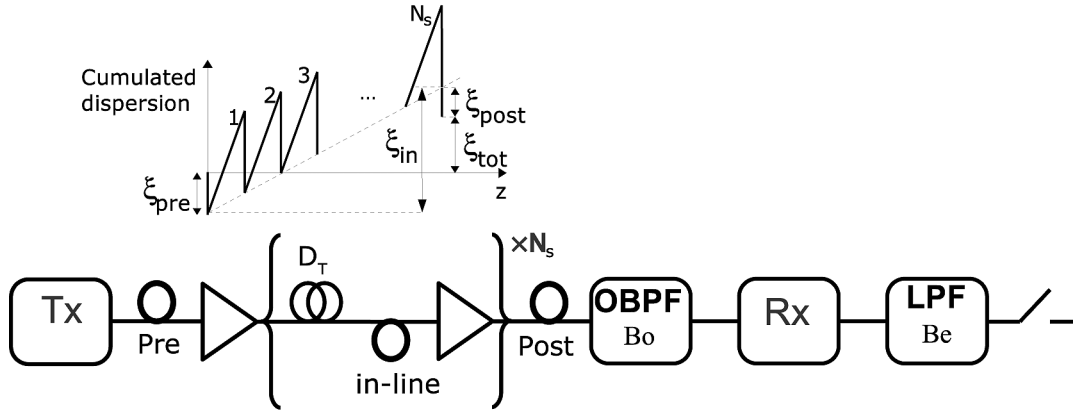 N_s
Cumulated
dispersion
1
2
3
...
ξ_post
ξ_in
ξ_tot
ξ_pre
z
×N_s
Tx
Pre
D_T
in-line
Post
OBPF
Bo
Rx
LPF
Be